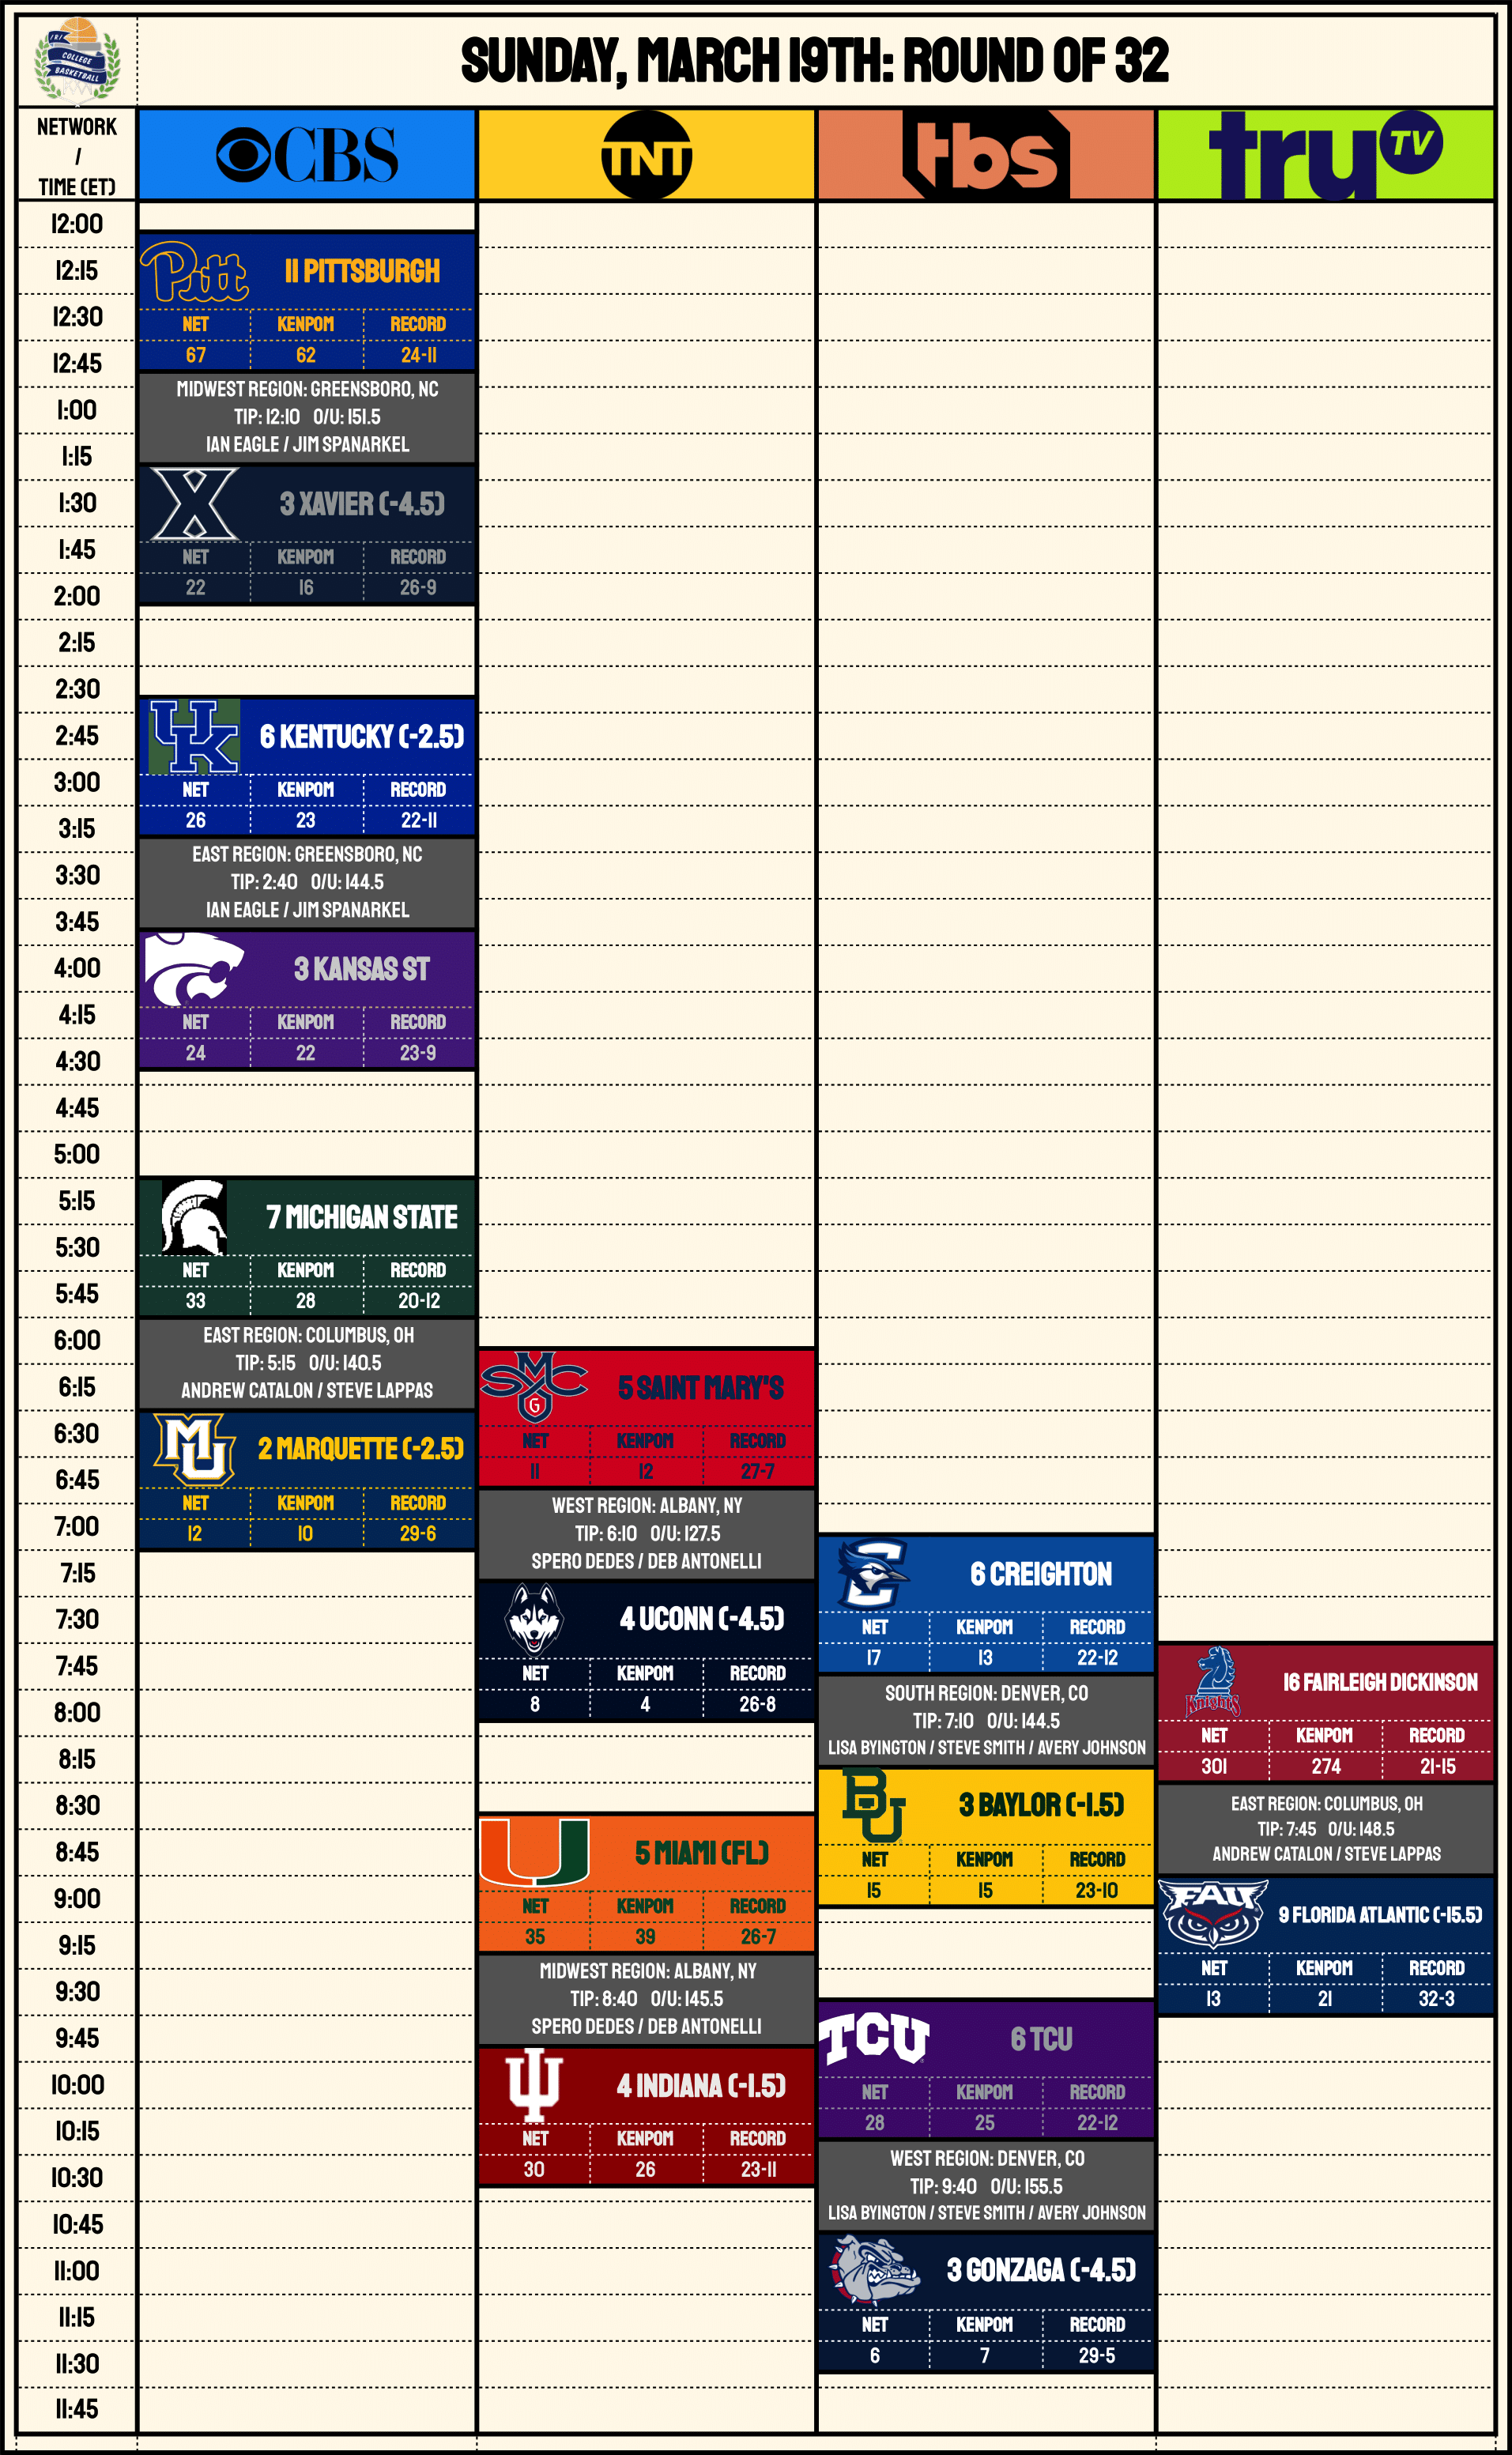 SUNDAY, MARCH 19TH: ROUND OF 32
COLLEGE
BASKETBALL
NETWORK
/
TIME (ET)
CBS
TNT
tbs
truTV
12:00
12:15
12:30
12:45
1:00
1:15
1:30
1:45
2:00
2:15
2:30
2:45
3:00
3:15
3:30
3:45
4:00
4:15
4:30
4:45
5:00
5:15
5:30
5:45
6:00
6:15
6:30
6:45
7:00
7:15
7:30
7:45
8:00
8:15
8:30
8:45
9:00
9:15
9:30
9:45
10:00
10:15
10:30
10:45
11:00
11:15
11:30
11:45
Pitt
11 PITTSBURGH
NET KENPOM RECORD
67 62 24-11
MIDWEST REGION: GREENSBORO, NC
TIP: 12:10 O/U: 151.5
IAN EAGLE / JIM SPANARKEL
X
3 XAVIER (-4.5)
NET KENPOM RECORD
22 16 26-9
UK
6 KENTUCKY (-2.5)
NET KENPOM RECORD
26 23 22-11
EAST REGION: GREENSBORO, NC
TIP: 2:40 O/U: 144.5
IAN EAGLE / JIM SPANARKEL
3 KANSAS ST
NET KENPOM RECORD
24 22 23-9
7 MICHIGAN STATE
NET KENPOM RECORD
33 28 20-12
EAST REGION: COLUMBUS, OH
TIP: 5:15 O/U: 140.5
ANDREW CATALON / STEVE LAPPAS
MU
2 MARQUETTE (-2.5)
NET KENPOM RECORD
12 10 29-6
SMC
G
5 SAINT MARY'S
NET KENPOM RECORD
11 12 27-7
WEST REGION: ALBANY, NY
TIP: 6:10 O/U: 127.5
SPERO DEDES / DEB ANTONELLI
4 UCONN (-4.5)
NET KENPOM RECORD
8 4 26-8
U
5 MIAMI (FL)
NET KENPOM RECORD
35 39 26-7
MIDWEST REGION: ALBANY, NY
TIP: 8:40 O/U: 145.5
SPERO DEDES / DEB ANTONELLI
IU
4 INDIANA (-1.5)
NET KENPOM RECORD
30 26 23-11
C
6 CREIGHTON
NET KENPOM RECORD
17 13 22-12
SOUTH REGION: DENVER, CO
TIP: 7:10 O/U: 144.5
LISA BYINGTON / STEVE SMITH / AVERY JOHNSON
BU
3 BAYLOR (-1.5)
NET KENPOM RECORD
15 15 23-10
TCU
6 TCU
NET KENPOM RECORD
28 25 22-12
WEST REGION: DENVER, CO
TIP: 9:40 O/U: 155.5
LISA BYINGTON / STEVE SMITH / AVERY JOHNSON
3 GONZAGA (-4.5)
NET KENPOM RECORD
6 7 29-5
Knights
16 FAIRLEIGH DICKINSON
NET KENPOM RECORD
301 274 21-15
EAST REGION: COLUMBUS, OH
TIP: 7:45 O/U: 148.5
ANDREW CATALON / STEVE LAPPAS
FAU
9 FLORIDA ATLANTIC (-15.5)
NET KENPOM RECORD
13 21 32-3